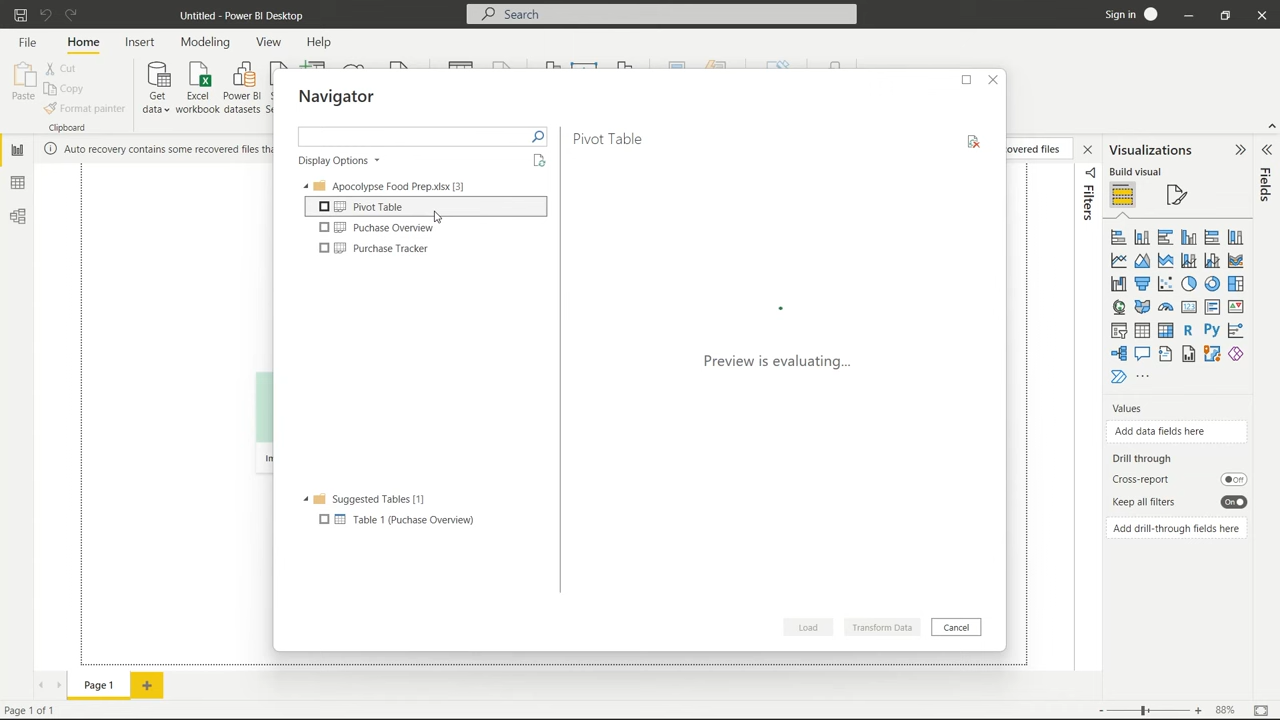 Untitled - Power BI Desktop
Search
Sign in
File
Home
Insert
Modeling
View
Help
Paste
Cut
Copy
Format painter
Clipboard
Get data
Excel workbook
Power BI datasets
Auto recovery contains some recovered files tha
overed files
Navigator
Display Options
Apocolypse Food Prep.xlsx [3]
Pivot Table
Puchase Overview
Purchase Tracker
Suggested Tables [1]
Table 1 (Puchase Overview)
Pivot Table
Preview is evaluating...
Load
Transform Data
Cancel
Filters
Visualizations
Build visual
R
Py
123
Values
Add data fields here
Drill through
Cross-report
Off
Keep all filters
On
Add drill-through fields here
Fields
Page 1
Page 1 of 1
88%